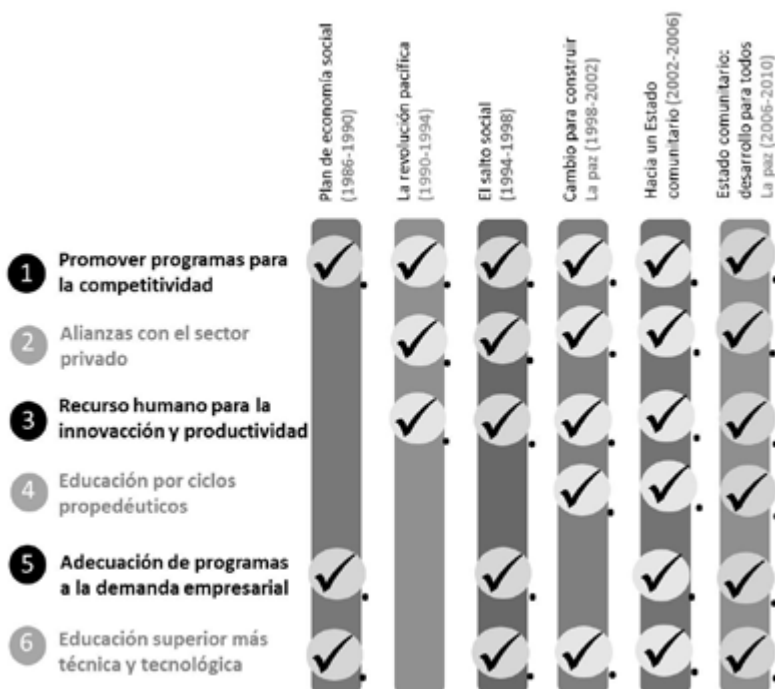 Plan de economía social
(1986-1990)
La revolución pacífica
(1990-1994)
El salto social
(1994-1998)
Cambio para construir
La paz (1998-2002)
Hacia un Estado
comunitario (2002-2006)
Estado comunitario:
desarrollo para todos
La paz (2006-2010)
1 Promover programas para
la competitividad
2 Alianzas con el sector
privado
3 Recurso humano para la
innovacción y productividad
4 Educación por ciclos
propedéuticos
5 Adecuación de programas
a la demanda empresarial
6 Educación superior más
técnica y tecnológica